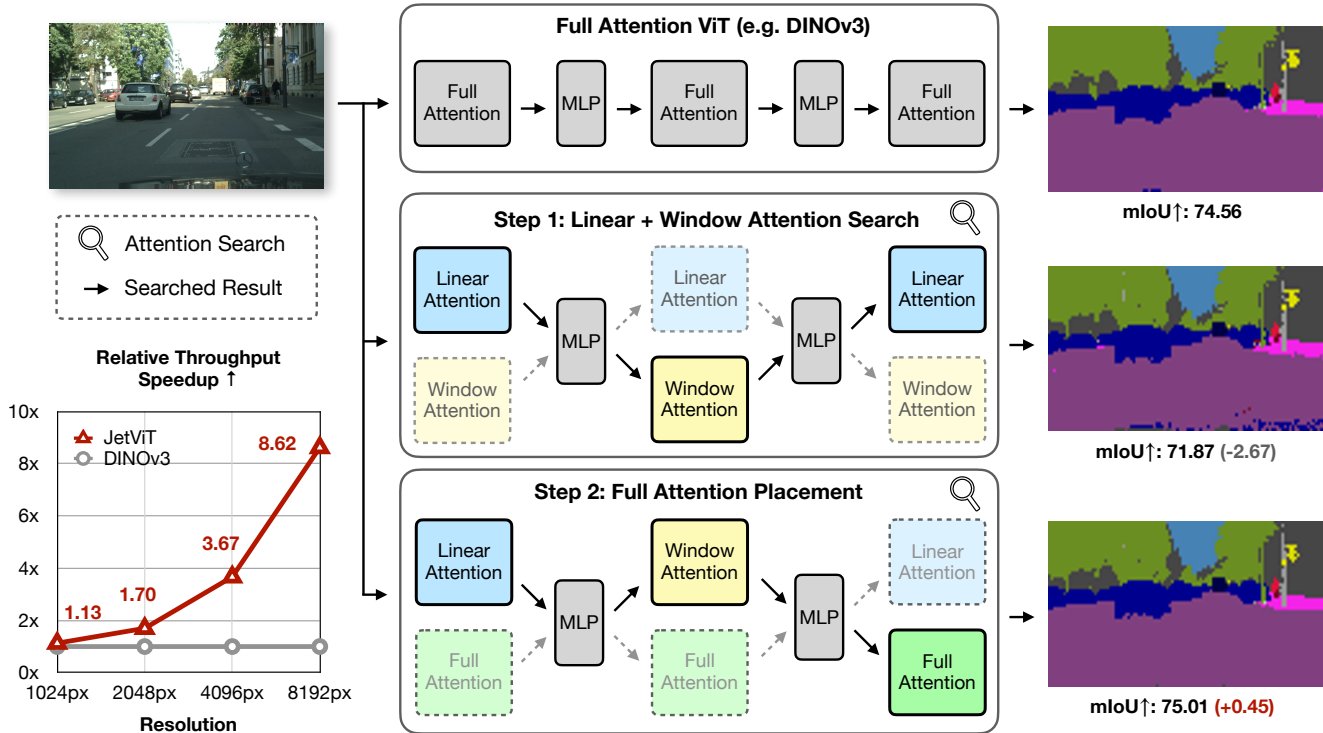 Full Attention ViT (e.g. DINOv3)
Full
Attention
MLP
Full
Attention
MLP
Full
Attention
mIoU↑: 74.56
Attention Search
Searched Result
Step 1: Linear + Window Attention Search
Linear
Attention
Window
Attention
MLP
Linear
Attention
Window
Attention
MLP
Linear
Attention
Window
Attention
mIoU↑: 71.87 (-2.67)
Relative Throughput
Speedup ↑
10x
8x
6x
4x
2x
0x
JetViT
DINOv3
1.13
1.70
3.67
8.62
1024px
2048px
4096px
8192px
Resolution
Step 2: Full Attention Placement
Linear
Attention
Full
Attention
MLP
Window
Attention
Full
Attention
MLP
Linear
Attention
Full
Attention
mIoU↑: 75.01 (+0.45)